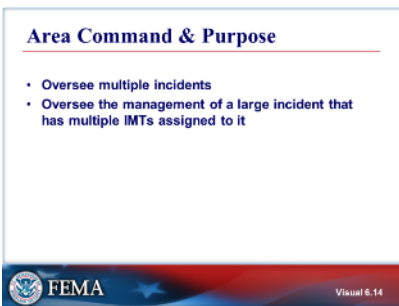 Area Command & Purpose
• Oversee multiple incidents
• Oversee the management of a large incident that
has multiple IMTs assigned to it
FEMA
Visual 6.14